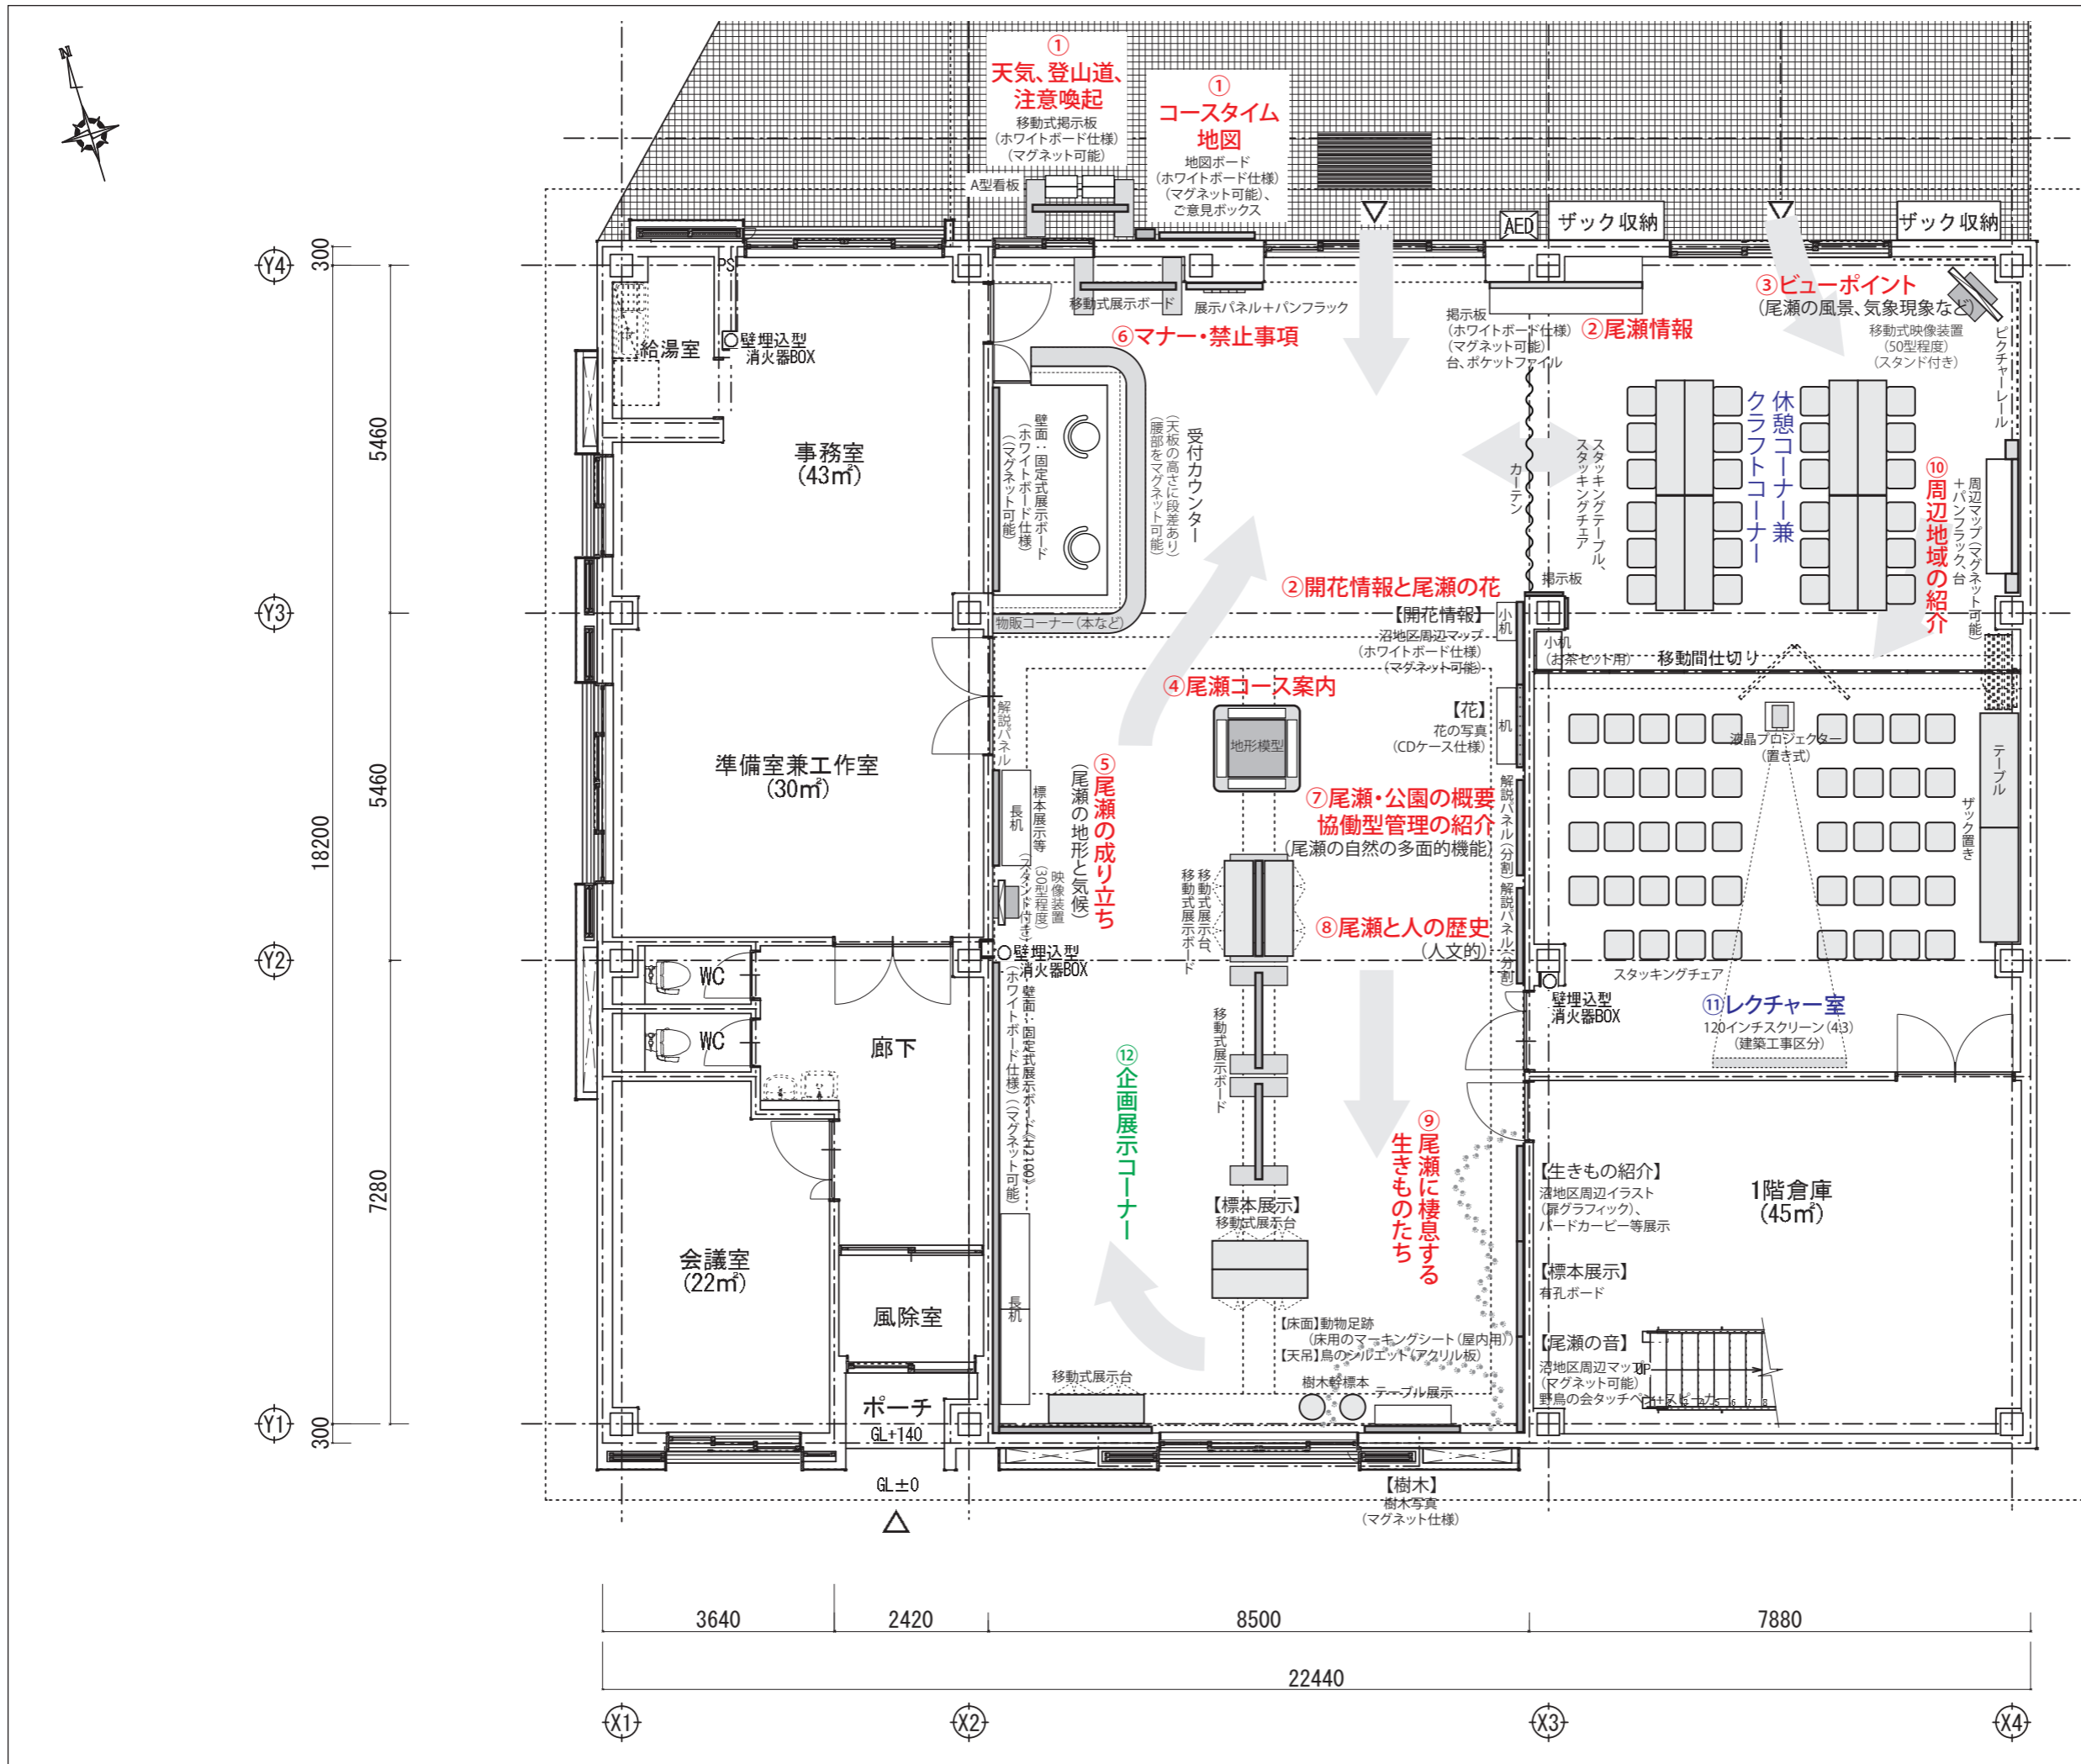 N
①
天気、登山道、
注意喚起
移動式掲示板
(ホワイトボード仕様)
(マグネット可能)
A型看板
①
コースタイム
地図
地図ボード
(ホワイトボード仕様)
(マグネット可能)、
ご意見ボックス
AED
ザック収納
ザック収納
Y4
Y3
Y2
Y1
300
5460
5460
7280
300
18200
PS
給湯室
壁埋込型
消火器BOX
事務室
(43㎡)
移動式展示ボード
展示パネル+パンフラック
⑥マナー・禁止事項
壁面:固定式展示ボード
(ホワイトボード仕様)
(マグネット可能)
受付カウンター
(天板の高さに段差あり)
(腰部をマグネット可能)
物販コーナー(本など)
掲示板
(ホワイトボード仕様)
(マグネット可能)
台、ポケットファイル
②尾瀬情報
③ビューポイント
(尾瀬の風景、気象現象など)
移動式映像装置
(50型程度)
(スタンド付き)
ピクチャーレール
カーテン
スタッキングテーブル、
スタッキングチェア
休憩コーナー兼
クラフトコーナー
⑩周辺地域の紹介
周辺マップ(マグネット可能)
+パンフラック、台
掲示板
小机
(お茶セット用)
移動間仕切り
②開花情報と尾瀬の花
【開花情報】
沼地区周辺マップ
(ホワイトボード仕様)
(マグネット可能)
小机
【花】
花の写真
(CDケース仕様)
机
④尾瀬コース案内
地形模型
準備室兼工作室
(30㎡)
解説パネル
長机
標本展示等
映像装置
(30型程度)
(スタンド付き)
⑤尾瀬の成り立ち
(尾瀬の地形と気候)
⑦尾瀬・公園の概要
協働型管理の紹介
(尾瀬の自然の多面的機能)
解説パネル(分割)
解説パネル(分割)
移動式展示台、
移動式展示ボード
⑧尾瀬と人の歴史
(人文的)
液晶プロジェクター
(置き式)
テーブル
ザック置き
スタッキングチェア
⑪レクチャー室
120インチスクリーン(4:3)
(建築工事区分)
壁埋込型
消火器BOX
壁埋込型
消火器BOX
WC
WC
廊下
壁面:固定式展示ボード(H2100)
(ホワイトボード仕様)(マグネット可能)
⑫企画展示コーナー
移動式展示ボード
⑨尾瀬に棲息する
生きものたち
【標本展示】
移動式展示台
会議室
(22㎡)
風除室
長机
ポーチ
GL+140
GL±0
移動式展示台
【床面】動物足跡
(床用のマーキングシート(屋内用))
【天吊】鳥のシルエット(アクリル板)
樹木幹標本
テーブル展示
【樹木】
樹木写真
(マグネット仕様)
【生きもの紹介】
沼地区周辺イラスト
(扉グラフィック)、
バードカービー等展示
1階倉庫
(45㎡)
【標本展示】
有孔ボード
【尾瀬の音】
沼地区周辺マップ
(マグネット可能)
野鳥の会タッチペン+スピーカー
UP
3640
2420
8500
7880
22440
X1
X2
X3
X4